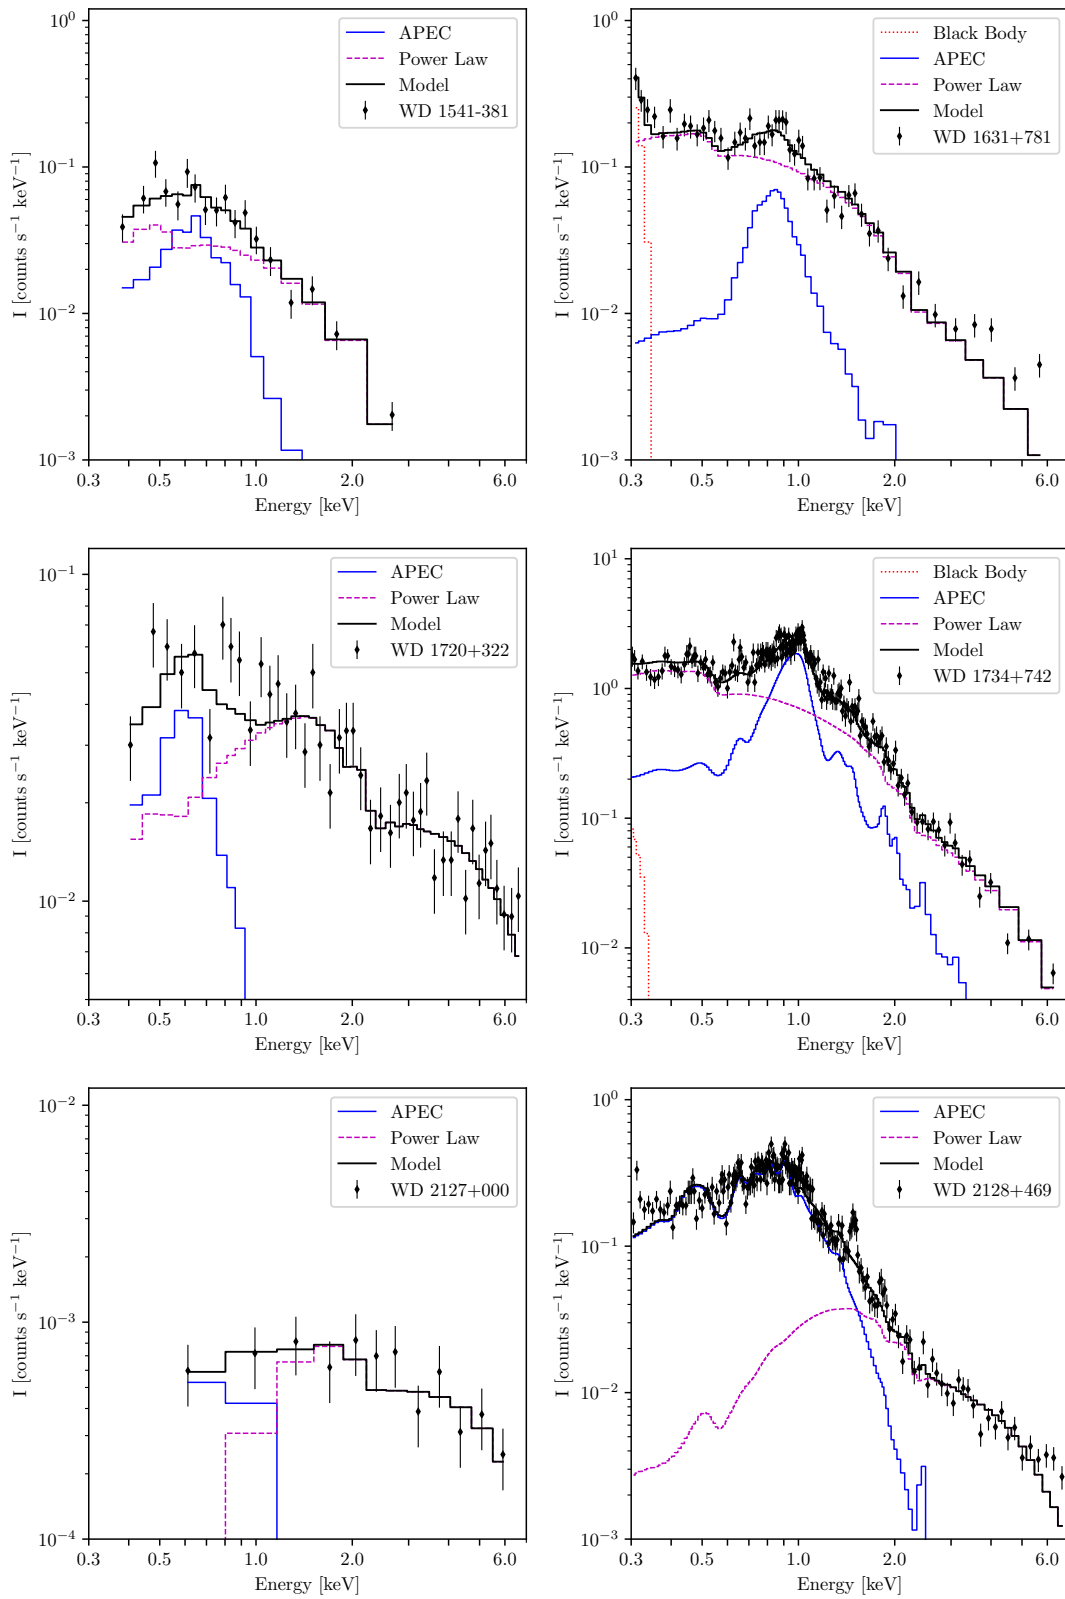 10⁰
10⁻¹
10⁻²
10⁻³
I [counts s⁻¹ keV⁻¹]
APEC
Power Law
Model
WD 1541-381
0.3 0.5 1.0 2.0 6.0
Energy [keV]
10⁰
10⁻¹
10⁻²
10⁻³
I [counts s⁻¹ keV⁻¹]
Black Body
APEC
Power Law
Model
WD 1631+781
0.3 0.5 1.0 2.0 6.0
Energy [keV]
10⁻¹
10⁻²
I [counts s⁻¹ keV⁻¹]
APEC
Power Law
Model
WD 1720+322
0.3 0.5 1.0 2.0 6.0
Energy [keV]
10¹
10⁰
10⁻¹
10⁻²
I [counts s⁻¹ keV⁻¹]
Black Body
APEC
Power Law
Model
WD 1734+742
0.3 0.5 1.0 2.0 6.0
Energy [keV]
10⁻²
10⁻³
10⁻⁴
I [counts s⁻¹ keV⁻¹]
APEC
Power Law
Model
WD 2127+000
0.3 0.5 1.0 2.0 6.0
Energy [keV]
10⁰
10⁻¹
10⁻²
10⁻³
I [counts s⁻¹ keV⁻¹]
APEC
Power Law
Model
WD 2128+469
0.3 0.5 1.0 2.0 6.0
Energy [keV]